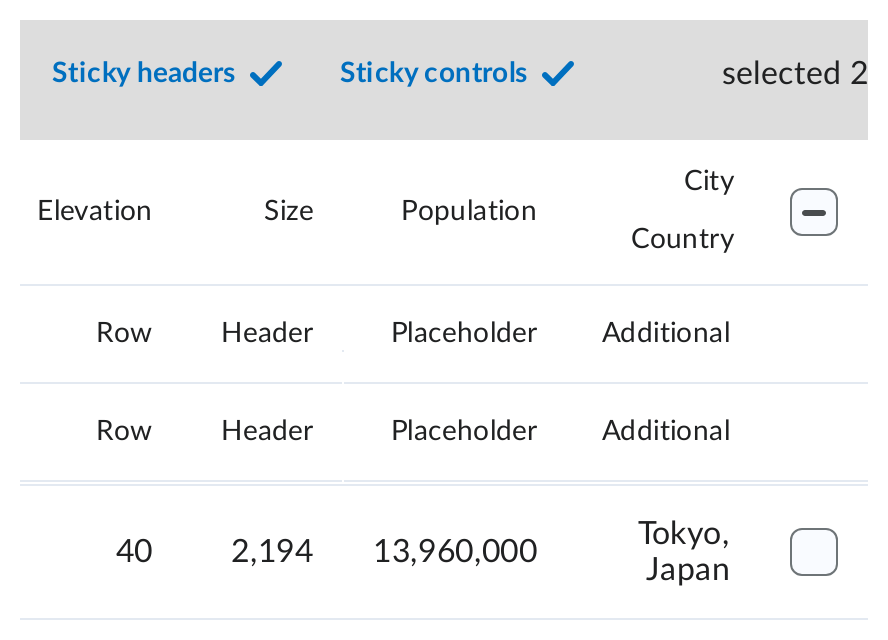 Sticky headers
Sticky controls
selected 2
Elevation
Size
Population
City
Country
Row
Header
Placeholder
Additional
Row
Header
Placeholder
Additional
40
2,194
13,960,000
Tokyo,
Japan